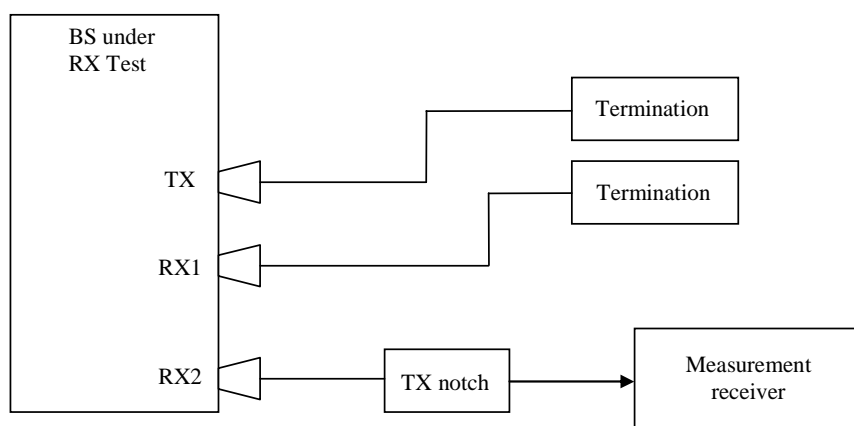 BS under
RX Test
Termination
Termination
TX
RX1
RX2
TX notch
Measurement
receiver